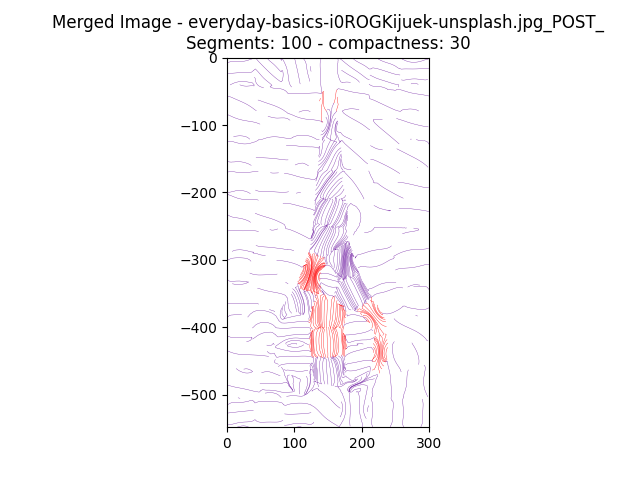 Merged Image - everyday-basics-i0ROGKijuek-unsplash.jpg_POST_
Segments: 100 - compactness: 30
0
−100
−200
−300
−400
−500
0 100 200 300